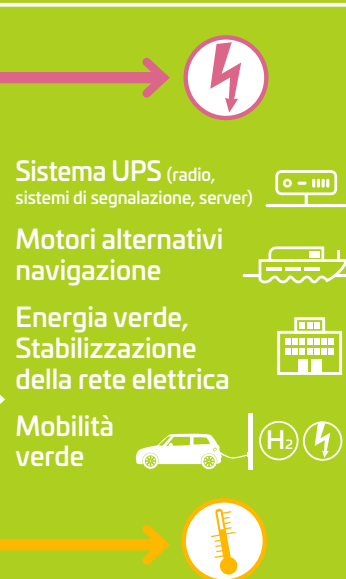 Sistema UPS (radio,
sistemi di segnalazione, server)
Motori alternativi
navigazione
Energia verde,
Stabilizzazione
della rete elettrica
Mobilità
verde
H₂